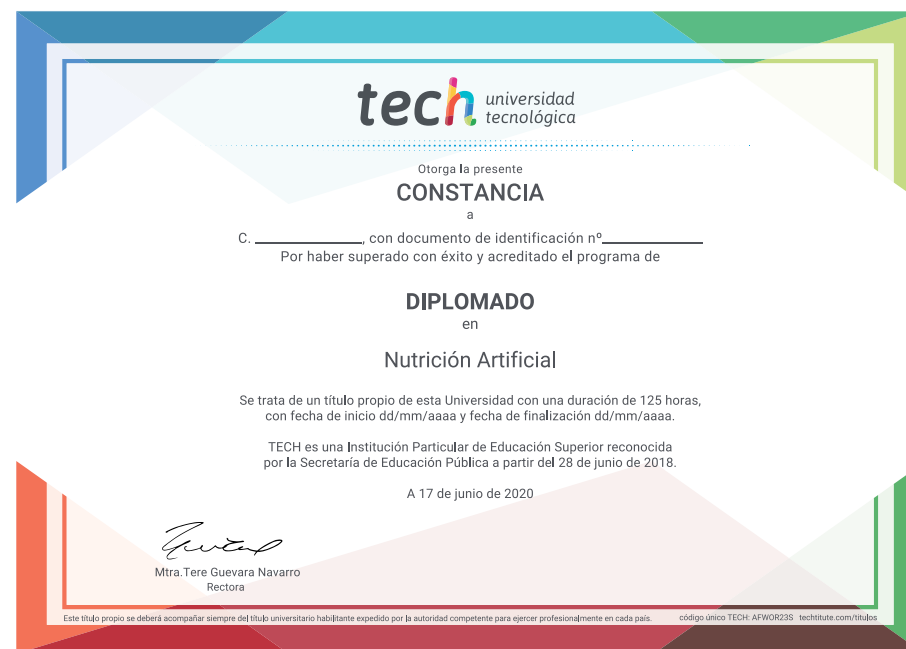 tech universidad
tecnológica
Otorga la presente
CONSTANCIA
a
C. ____________, con documento de identificación nº____________
Por haber superado con éxito y acreditado el programa de
DIPLOMADO
en
Nutrición Artificial
Se trata de un título propio de esta Universidad con una duración de 125 horas,
con fecha de inicio dd/mm/aaaa y fecha de finalización dd/mm/aaaa.
TECH es una Institución Particular de Educación Superior reconocida
por la Secretaría de Educación Pública a partir del 28 de junio de 2018.
A 17 de junio de 2020
Mtra.Tere Guevara Navarro
Rectora
Este título propio se deberá acompañar siempre del título universitario habilitante expedido por la autoridad competente para ejercer profesionalmente en cada país. código único TECH: AFWOR23S techtitute.com/titulos